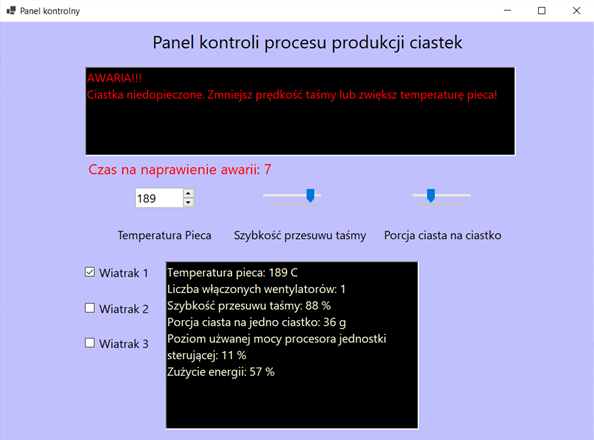 Panel kontrolny
Panel kontroli procesu produkcji ciastek
AWARIA!!!
Ciastka niedopieczone. Zmniejsz prędkość taśmy lub zwiększ temperaturę pieca!
Czas na naprawienie awarii: 7
189
Temperatura Pieca
Szybkość przesuwu taśmy
Porcja ciasta na ciastko
Wiatrak 1
Wiatrak 2
Wiatrak 3
Temperatura pieca: 189 C
Liczba włączonych wentylatorów: 1
Szybkość przesuwu taśmy: 88 %
Porcja ciasta na jedno ciastko: 36 g
Poziom używanej mocy procesora jednostki
sterującej: 11 %
Zużycie energii: 57 %